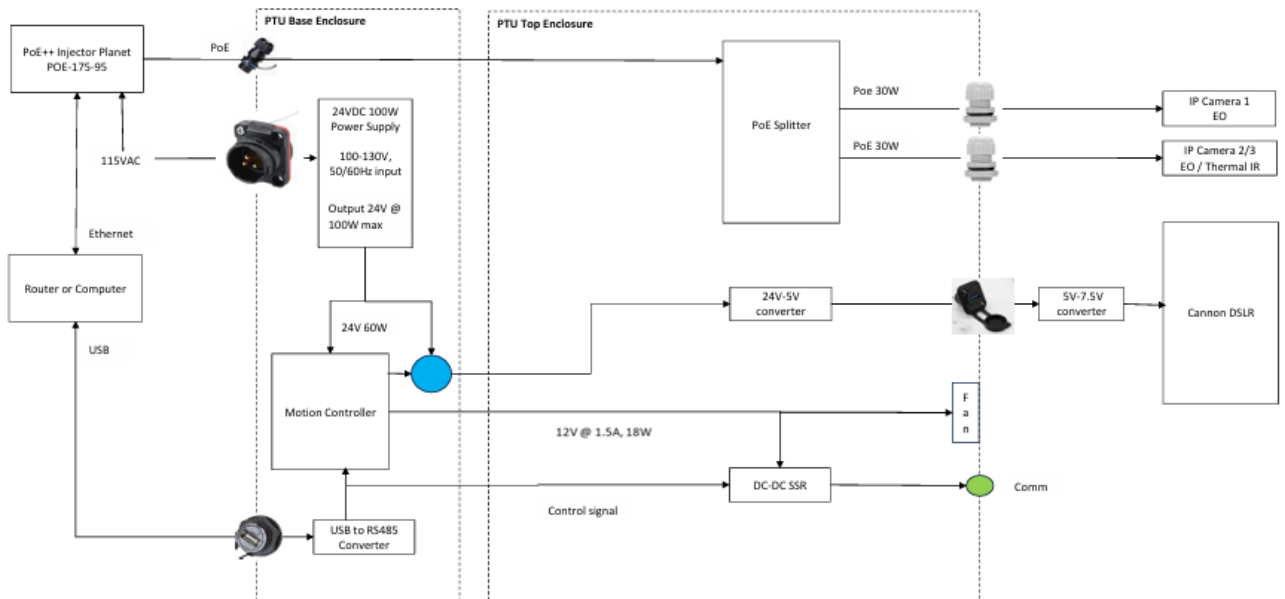 PTU Base Enclosure
PTU Top Enclosure
PoE++ Injector Planet
POE-175-95
PoE
24VDC 100W
Power Supply
100-130V,
50/60Hz input
Output 24V @
100W max
115VAC
PoE Splitter
Poe 30W
PoE 30W
IP Camera 1
EO
IP Camera 2/3
EO / Thermal IR
Ethernet
Router or Computer
USB
24V 60W
24V-5V
converter
5V-7.5V
converter
Cannon DSLR
Motion Controller
12V @ 1.5A, 18W
F
a
n
DC-DC SSR
Comm
Control signal
USB to RS485
Converter